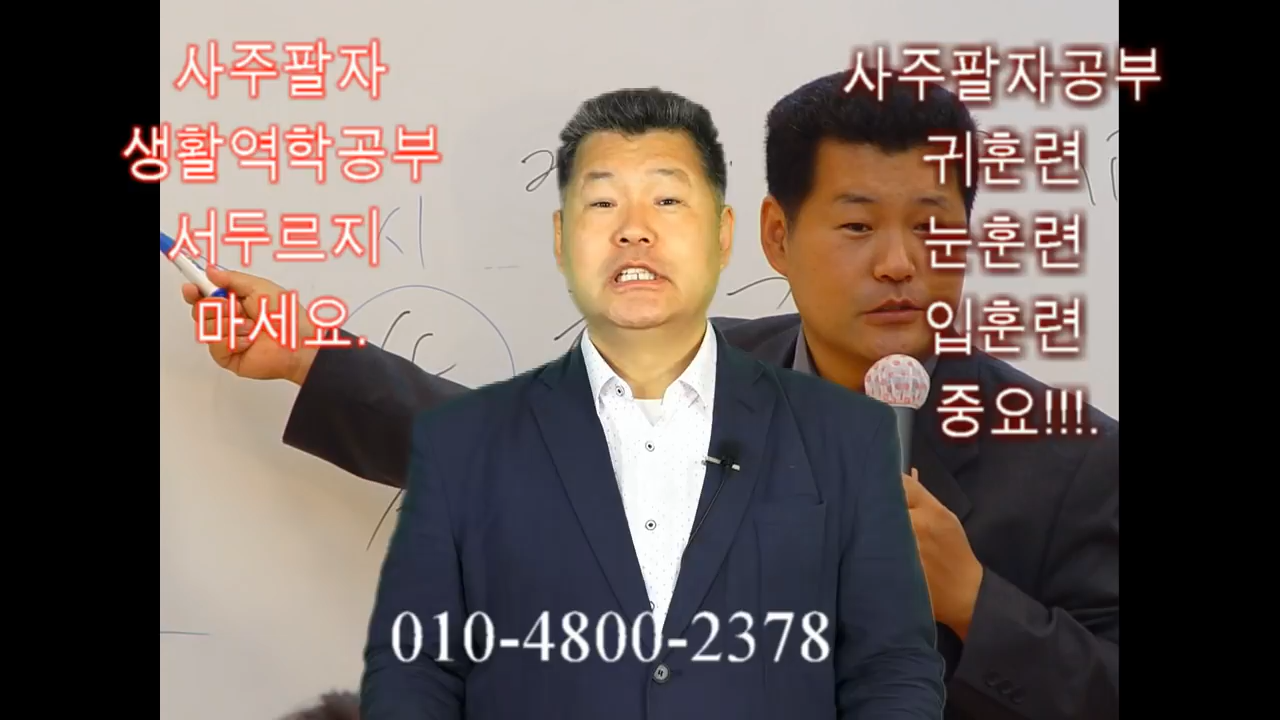 사주팔자
생활역학공부
서두르지
마세요.
사주팔자공부
귀훈련
눈훈련
입훈련
중요!!!.
010-4800-2378